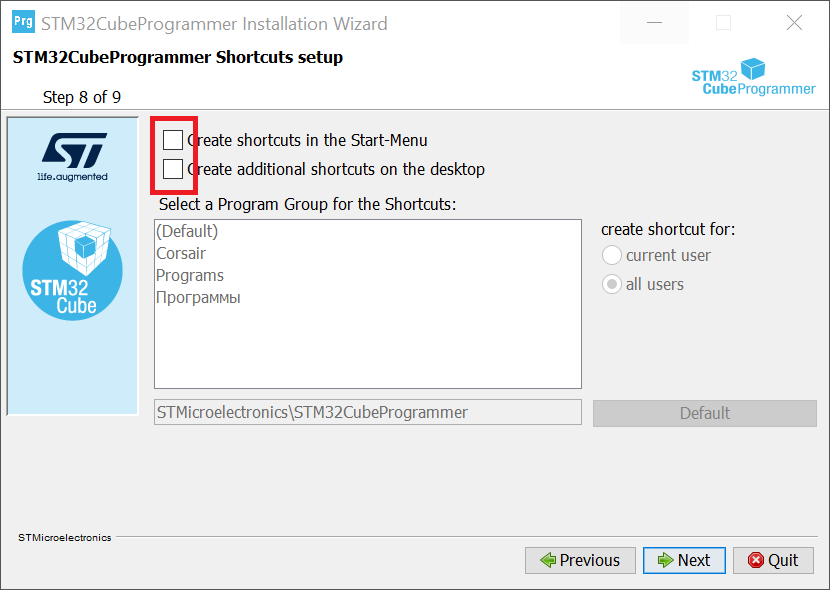 Prg STM32CubeProgrammer Installation Wizard
STM32CubeProgrammer Shortcuts setup
STM32
CubeProgrammer
Step 8 of 9
ST
life.augmented
STM32
Cube
Create shortcuts in the Start-Menu
Create additional shortcuts on the desktop
Select a Program Group for the Shortcuts:
(Default)
Corsair
Programs
Программы
create shortcut for:
current user
all users
STMicroelectronics\STM32CubeProgrammer
Default
STMicroelectronics
Previous
Next
Quit